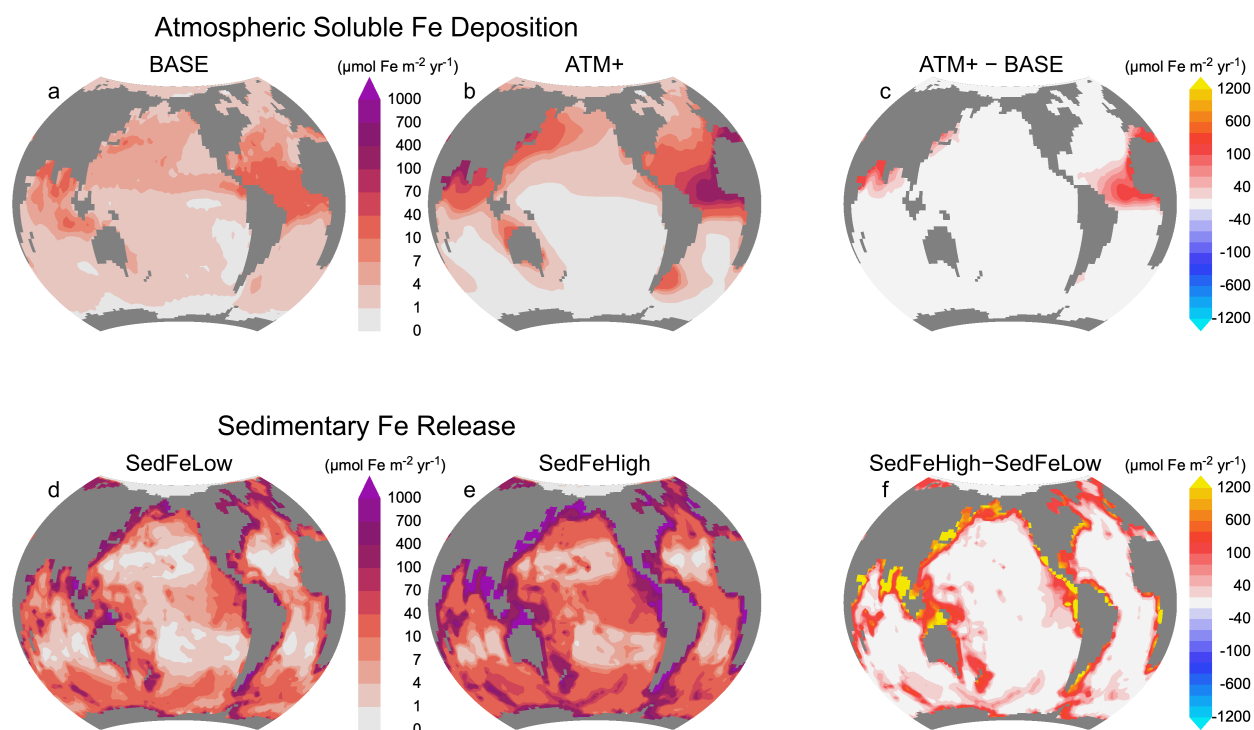 Atmospheric Soluble Fe Deposition
BASE
(μmol Fe m-2 yr-1)
ATM+
ATM+ − BASE
(μmol Fe m-2 yr-1)
a
b
c
1000
700
400
100
70
40
10
7
4
1
0
1200
600
100
40
-40
-100
-600
-1200
Sedimentary Fe Release
SedFeLow
(μmol Fe m-2 yr-1)
SedFeHigh
SedFeHigh−SedFeLow
(μmol Fe m-2 yr-1)
d
e
f
1000
700
400
100
70
40
10
7
4
1
0
1200
600
100
40
-40
-100
-600
-1200